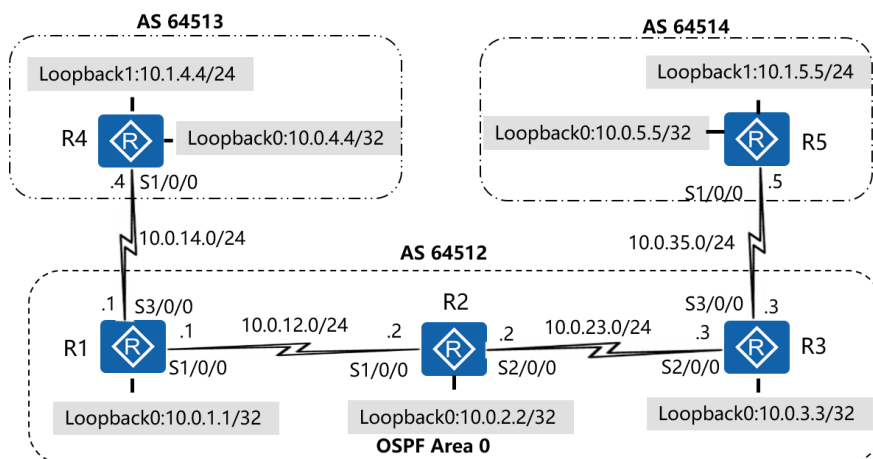 AS 64513
AS 64514
Loopback1:10.1.4.4/24
Loopback1:10.1.5.5/24
R4
R
Loopback0:10.0.4.4/32
Loopback0:10.0.5.5/32
R
R5
.4
S1/0/0
.5
S1/0/0
10.0.14.0/24
10.0.35.0/24
AS 64512
.1
S3/0/0
R2
S3/0/0
.3
R1
R
.1
10.0.12.0/24
.2
R
.2
10.0.23.0/24
.3
R
R3
S1/0/0
S1/0/0
S2/0/0
S2/0/0
Loopback0:10.0.1.1/32
Loopback0:10.0.2.2/32
Loopback0:10.0.3.3/32
OSPF Area 0